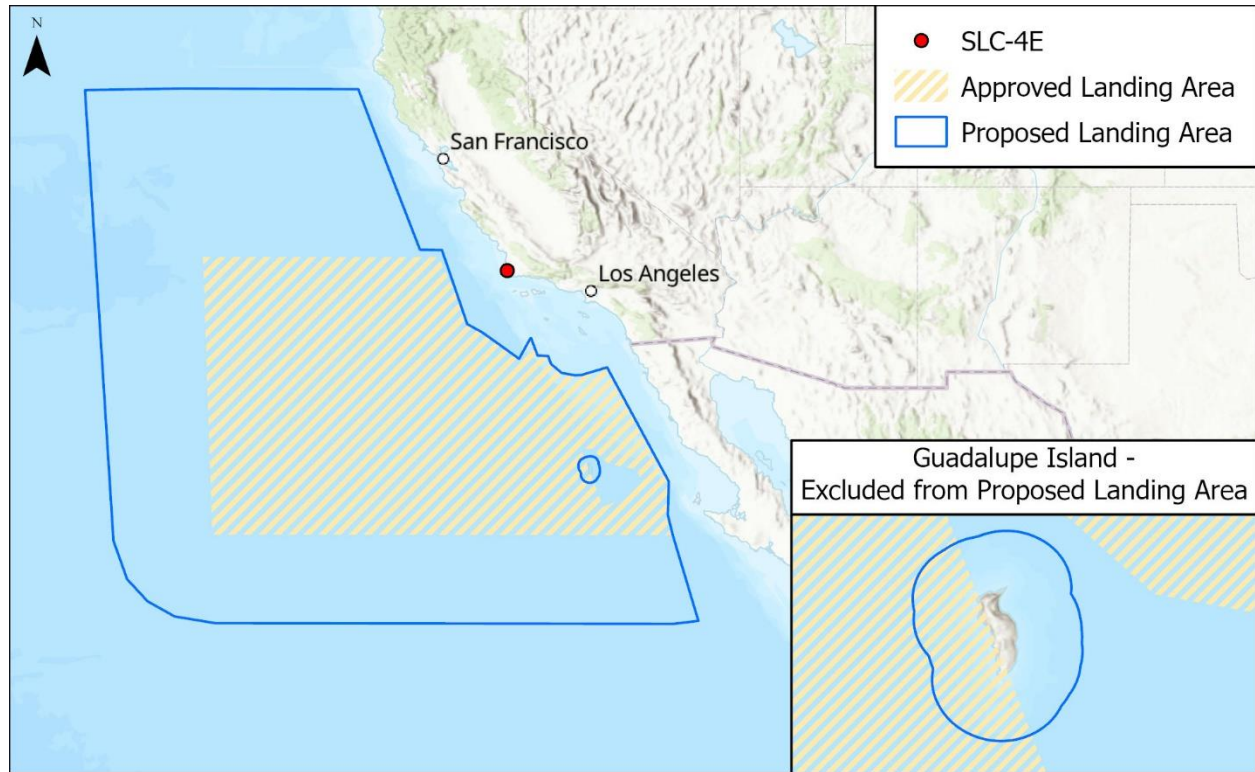 N
SLC-4E
Approved Landing Area
Proposed Landing Area
San Francisco
Los Angeles
Guadalupe Island -
Excluded from Proposed Landing Area